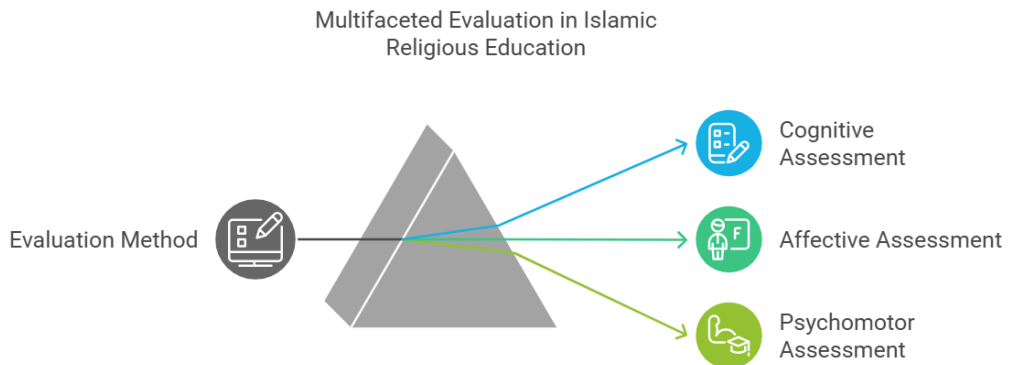 Multifaceted Evaluation in Islamic
Religious Education
Cognitive
Assessment
Evaluation Method
F
Affective Assessment
Psychomotor
Assessment